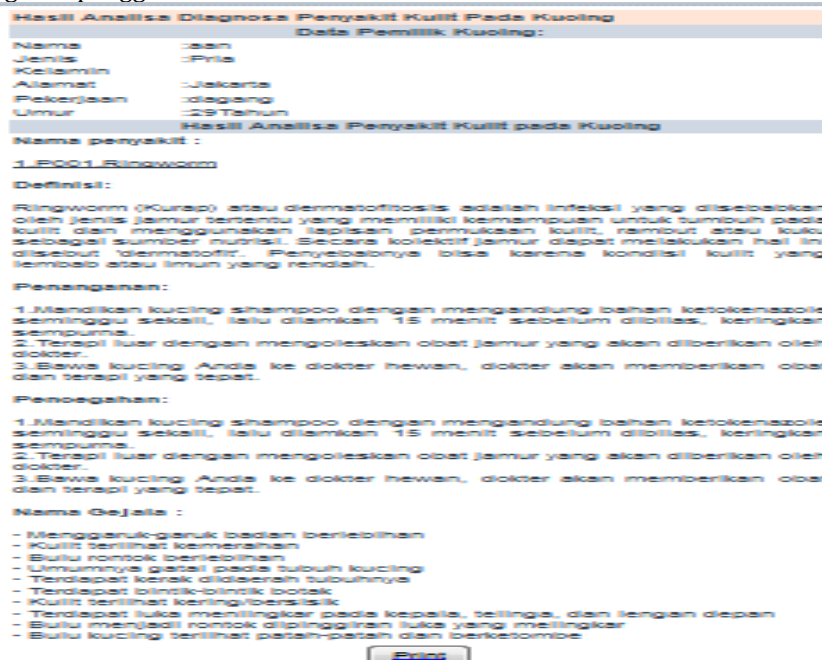 Hasil Analisa Diagnosa Penyakit Kulit Pada Kucing
Data Pemilik Kucing:
Nama :aan
Jenis :Pria
Kelamin
Alamat :Jakarta
Pekerjaan :dagang
Umur :29Tahun
Hasil Analisa Penyakit Kulit pada Kucing
Nama penyakit :
1.P001 Ringworm
Definisi:
Ringworm (Kurap) atau dermatofitosis adalah infeksi yang disebabkan
oleh jenis jamur tertentu yang memiliki kemampuan untuk tumbuh pada
kulit dan menggunakan lapisan permukaan kulit, rambut atau kuku
sebagai sumber nutrisi. Secara kolektif jamur dapat melakukan hal ini
disebut 'dermatofit'. Penyebabnya bisa karena kondisi kulit yang
lembab atau imun yang rendah.
Penanganan:
1.Mandikan kucing shampoo dengan mengandung bahan ketokenazole
seminggu sekali, lalu diamkan 15 menit sebelum dibilas, keringkan
sempurna.
2.Terapi luar dengan mengoleskan obat jamur yang akan diberikan oleh
dokter.
3.Bawa kucing Anda ke dokter hewan, dokter akan memberikan obat
dan terapi yang tepat.
Pencegahan:
1.Mandikan kucing shampoo dengan mengandung bahan ketokenazole
seminggu sekali, lalu diamkan 15 menit sebelum dibilas, keringkan
sempurna.
2.Terapi luar dengan mengoleskan obat jamur yang akan diberikan oleh
dokter.
3.Bawa kucing Anda ke dokter hewan, dokter akan memberikan obat
dan terapi yang tepat.
Nama Gejala :
- Menggaruk-garuk badan berlebihan
- Kulit terlihat kemerahan
- Bulu rontok berlebihan
- Umumnya gatal pada tubuh kucing
- Terdapat kerak didaerah tubuhnya
- Terdapat bintik-bintik botak
- Kulit terlihat kering/bersisik
- Terdapat luka menlingkar pada kepala, telinga, dan lengan depan
- Bulu menjadi rontok dipinggiran luka yang melingkar
- Bulu kucing terlihat patah-patah dan berketombe
Print